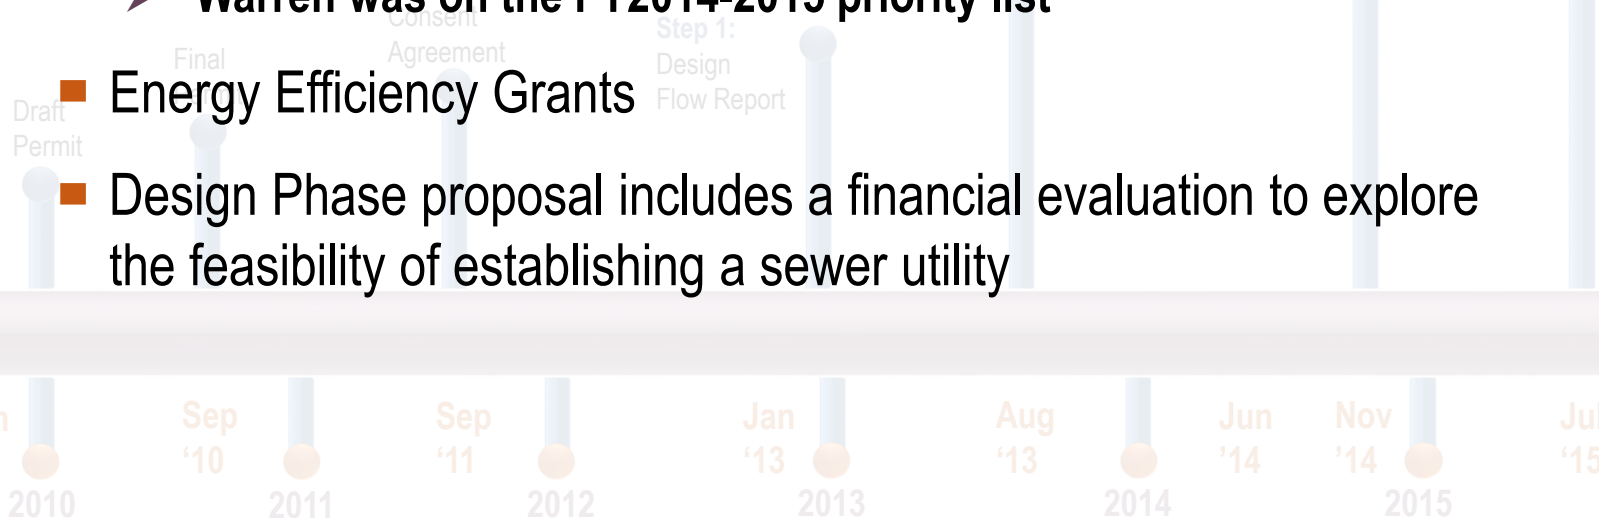 Warren was on the FY2014-2015 priority list
Consent
Agreement
Step 1:
Design
Flow Report
Final
Draft
Permit
Energy Efficiency Grants
Design Phase proposal includes a financial evaluation to explore
the feasibility of establishing a sewer utility
Sep
‘10
Sep
‘11
Jan
‘13
Aug
‘13
Jun
’14
Nov
’14
Jul
‘15
2010
2011
2012
2013
2014
2015